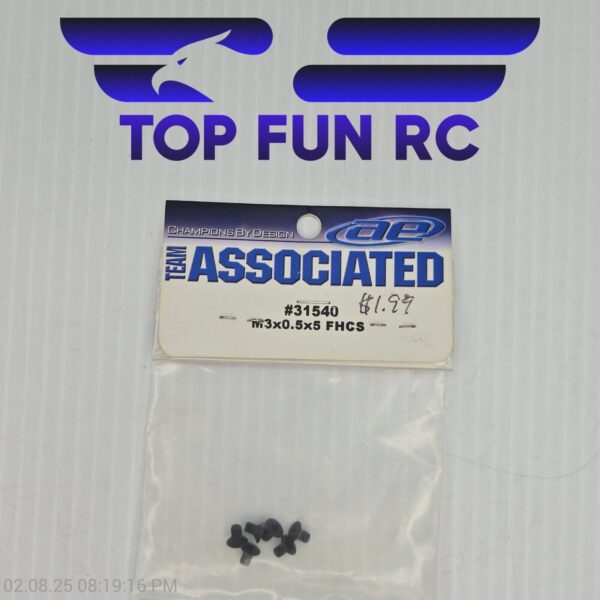 TOP FUN RC
CHAMPIONS BY DESIGN
ae
TEAM
ASSOCIATED
#31540 $1.99
M3x0.5x5 FHCS
02.08.25 08:19:16 PM